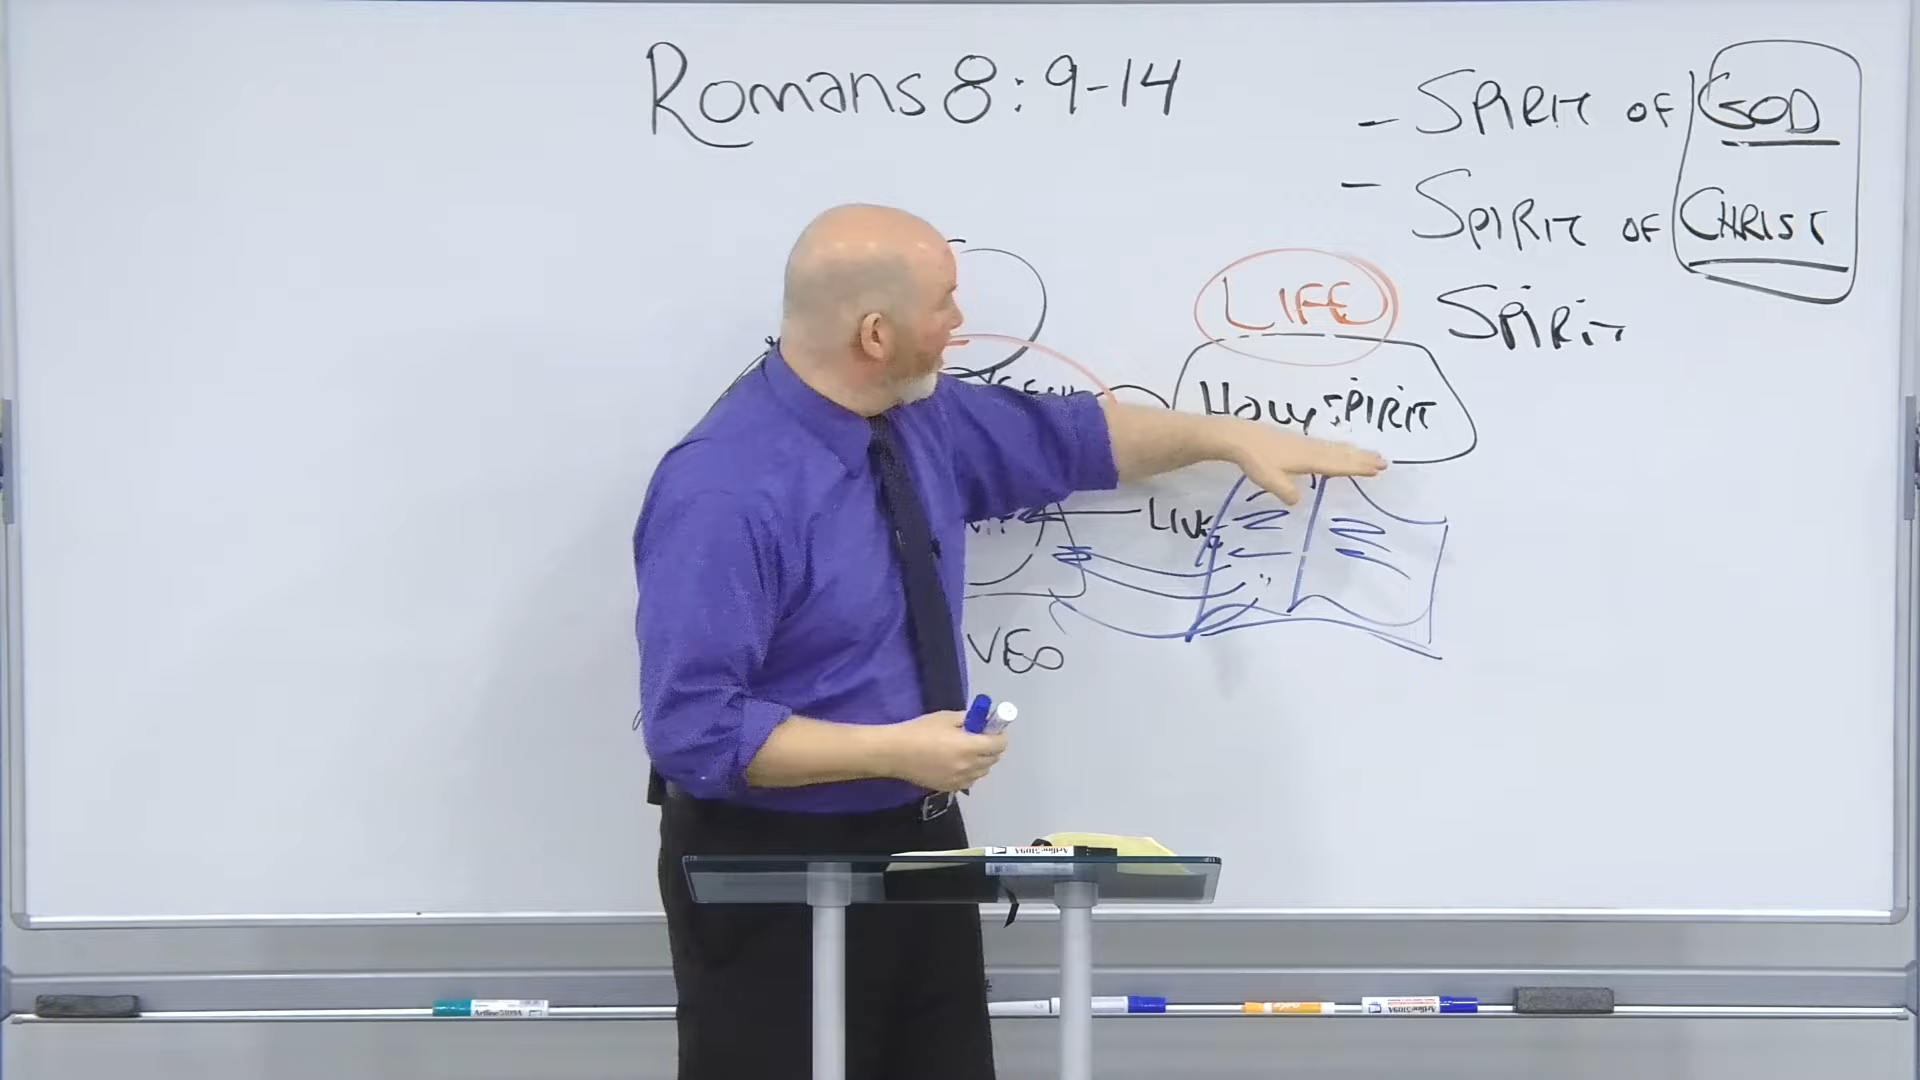 Romans 8:9-14
- SPIRIT OF GOD
- SPIRIT OF CHRIST
LIFE
SPIRIT
HOLY SPIRIT
LIVE